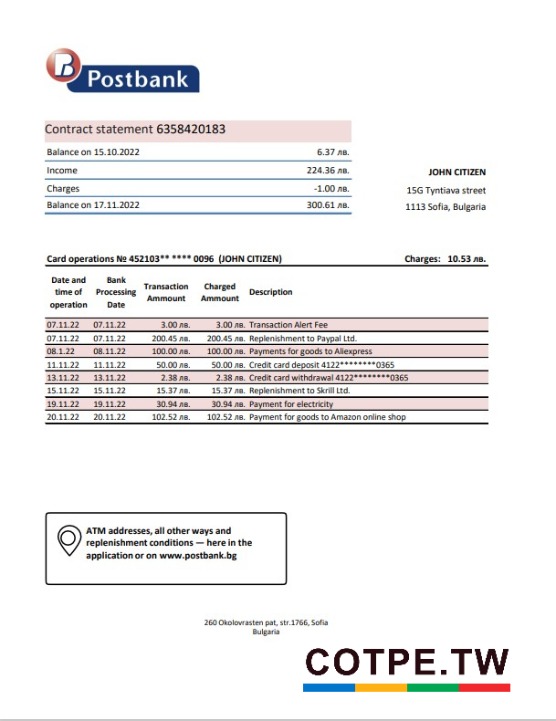 Postbank
Contract statement 6358420183
Balance on 15.10.2022 6.37 лв.
Income 224.36 лв.
Charges -1.00 лв.
Balance on 17.11.2022 300.61 лв.
JOHN CITIZEN
15G Tyntiava street
1113 Sofia, Bulgaria
Card operations № 452103** **** 0096 (JOHN CITIZEN) Charges: 10.53 лв.
Date and time of operation Bank Processing Date Transaction Amount Charged Amount Description
07.11.22 07.11.22 3.00 лв. 3.00 лв. Transaction Alert Fee
07.11.22 07.11.22 200.45 лв. 200.45 лв. Replenishment to Paypal Ltd.
08.1.22 08.11.22 100.00 лв. 100.00 лв. Payments for goods to Aliexpress
11.11.22 11.11.22 50.00 лв. 50.00 лв. Credit card deposit 4122********0365
13.11.22 13.11.22 2.38 лв. 2.38 лв. Credit card withdrawal 4122********0365
15.11.22 15.11.22 15.37 лв. 15.37 лв. Replenishment to Skrill Ltd.
19.11.22 19.11.22 30.94 лв. 30.94 лв. Payment for electricity
20.11.22 20.11.22 102.52 лв. 102.52 лв. Payment for goods to Amazon online shop
ATM addresses, all other ways and
replenishment conditions — here in the
application or on www.postbank.bg
260 Okolovrasten pat, str.1766, Sofia
Bulgaria
COTPE.TW